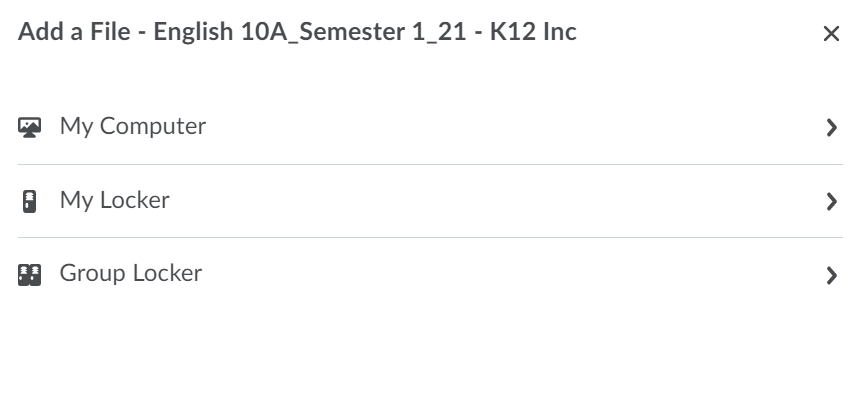 Add a File - English 10A_Semester 1_21 - K12 Inc
My Computer
My Locker
Group Locker